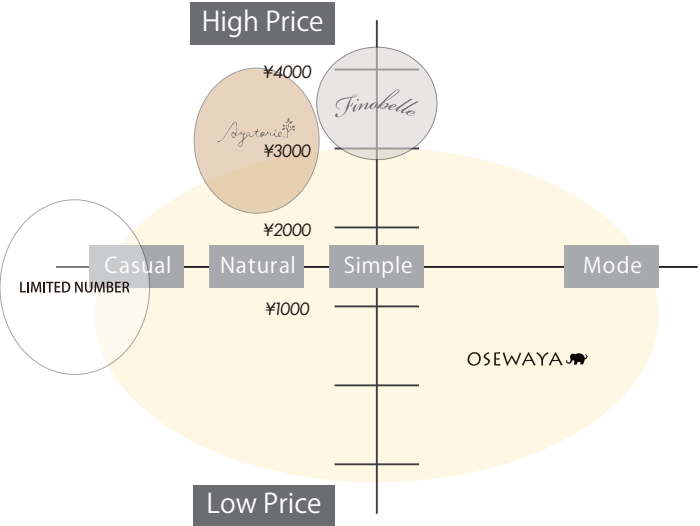 High Price
¥4000
Finobelle
Ayatorie
¥3000
¥2000
Casual
Natural
Simple
Mode
LIMITED NUMBER
¥1000
OSEWAYA
Low Price